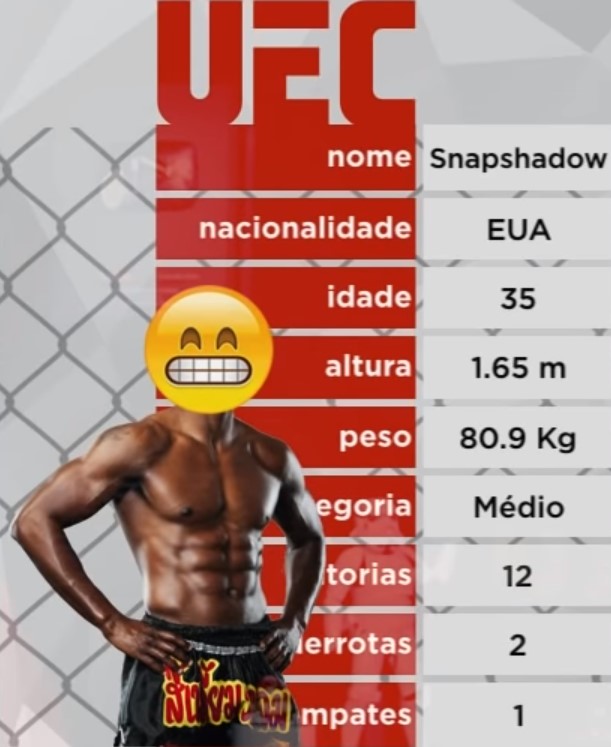 UFC
nome Snapshadow
nacionalidade EUA
idade 35
altura 1.65 m
peso 80.9 Kg
egoria Médio
torias 12
errotas 2
mpates 1